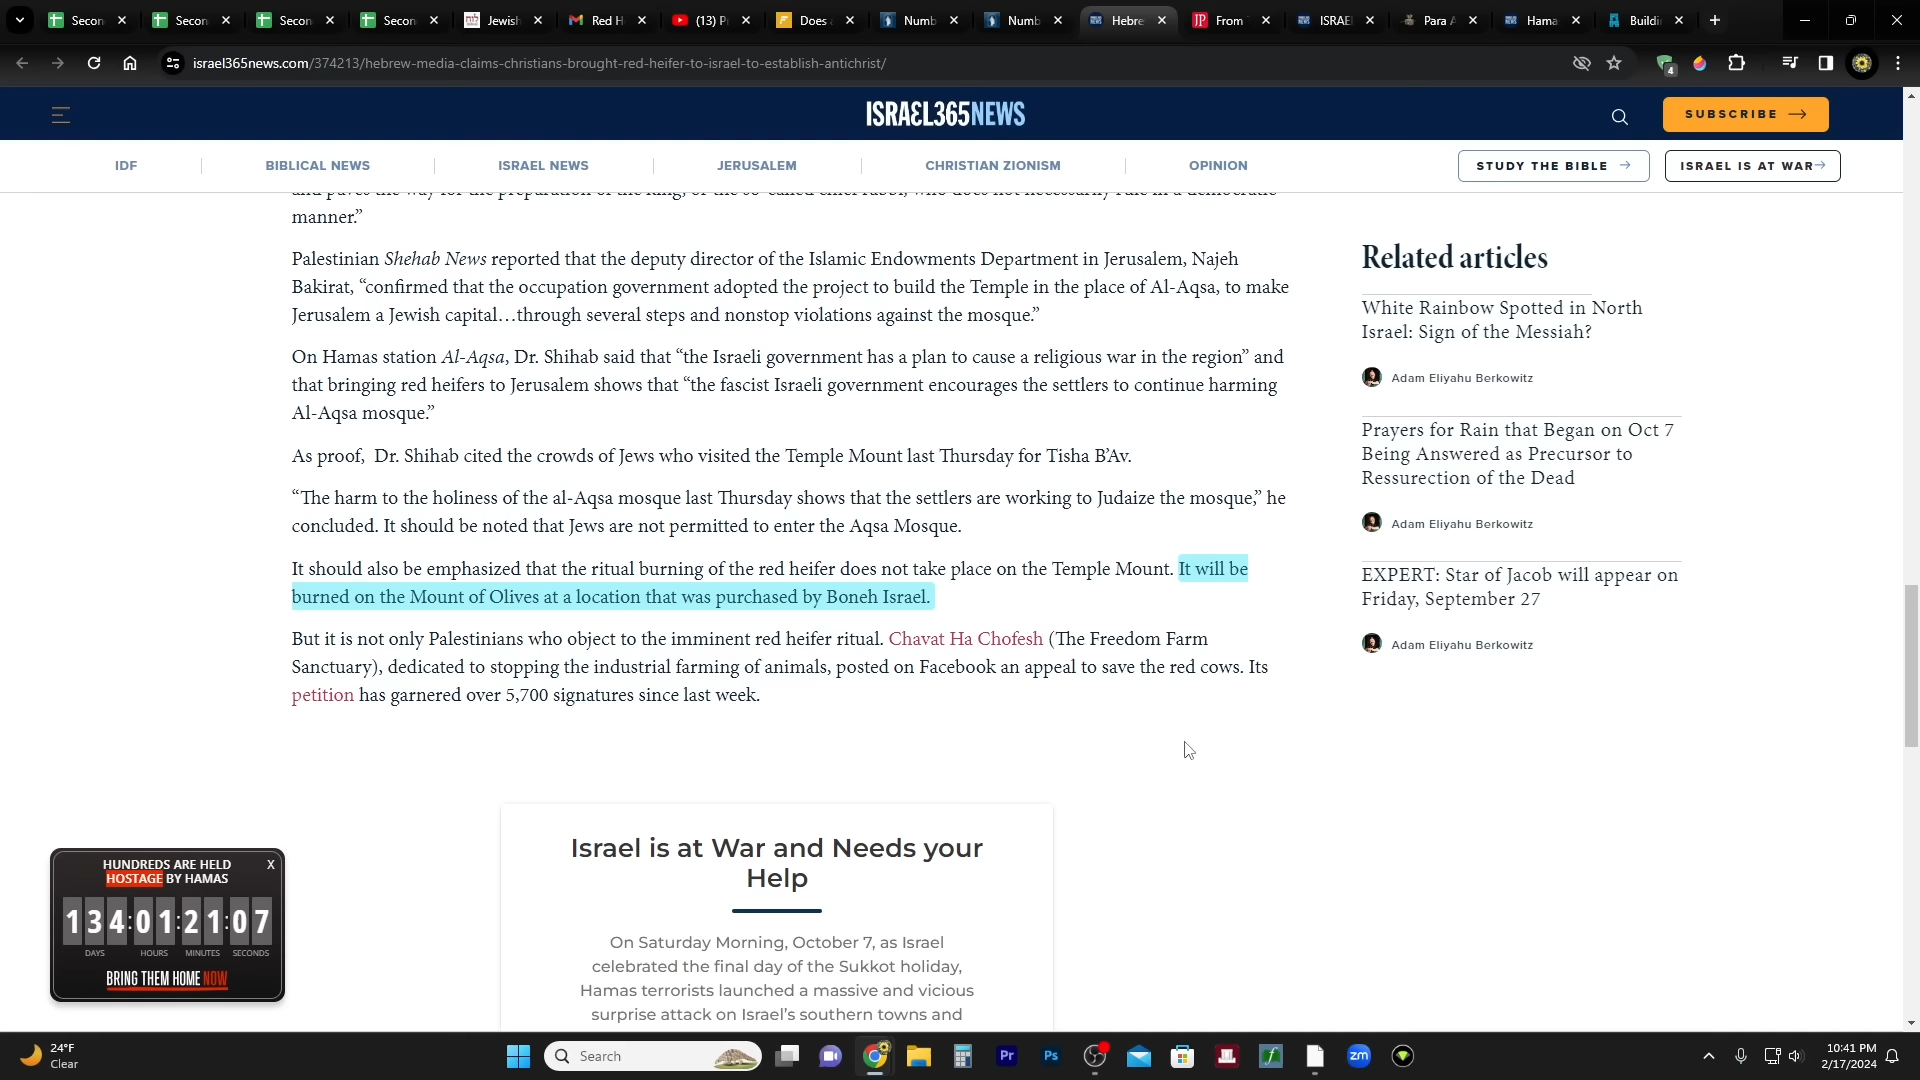 Secon
Secon
Secon
Secon
Jewish
Red H
(13) P
Does
Numb
Numb
Hebre
From
ISRAE
Para
Hama
Buildi
israel365news.com/374213/hebrew-media-claims-christians-brought-red-heifer-to-israel-to-establish-antichrist/
4
ISRAEL365NEWS
SUBSCRIBE
IDF
BIBLICAL NEWS
ISRAEL NEWS
JERUSALEM
CHRISTIAN ZIONISM
OPINION
STUDY THE BIBLE
ISRAEL IS AT WAR
and paves the way for the preparation of the king, or the so-called chief rabbi, who does not necessarily rule in a democratic
manner.”
Palestinian Shehab News reported that the deputy director of the Islamic Endowments Department in Jerusalem, Najeh
Bakirat, “confirmed that the occupation government adopted the project to build the Temple in the place of Al-Aqsa, to make
Jerusalem a Jewish capital…through several steps and nonstop violations against the mosque.”
On Hamas station Al-Aqsa, Dr. Shihab said that “the Israeli government has a plan to cause a religious war in the region” and
that bringing red heifers to Jerusalem shows that “the fascist Israeli government encourages the settlers to continue harming
Al-Aqsa mosque.”
As proof, Dr. Shihab cited the crowds of Jews who visited the Temple Mount last Thursday for Tisha B’Av.
“The harm to the holiness of the al-Aqsa mosque last Thursday shows that the settlers are working to Judaize the mosque,” he
concluded. It should be noted that Jews are not permitted to enter the Aqsa Mosque.
It should also be emphasized that the ritual burning of the red heifer does not take place on the Temple Mount. It will be
burned on the Mount of Olives at a location that was purchased by Boneh Israel.
But it is not only Palestinians who object to the imminent red heifer ritual. Chavat Ha Chofesh (The Freedom Farm
Sanctuary), dedicated to stopping the industrial farming of animals, posted on Facebook an appeal to save the red cows. Its
petition has garnered over 5,700 signatures since last week.
Related articles
White Rainbow Spotted in North
Israel: Sign of the Messiah?
Adam Eliyahu Berkowitz
Prayers for Rain that Began on Oct 7
Being Answered as Precursor to
Ressurection of the Dead
Adam Eliyahu Berkowitz
EXPERT: Star of Jacob will appear on
Friday, September 27
Adam Eliyahu Berkowitz
Israel is at War and Needs your
Help
On Saturday Morning, October 7, as Israel
celebrated the final day of the Sukkot holiday,
Hamas terrorists launched a massive and vicious
surprise attack on Israel’s southern towns and
HUNDREDS ARE HELD X
HOSTAGE BY HAMAS
134:01:21:07
DAYS HOURS MINUTES SECONDS
BRING THEM HOME NOW
24°F
Clear
Search
Pr
Ps
zm
10:41 PM
2/17/2024